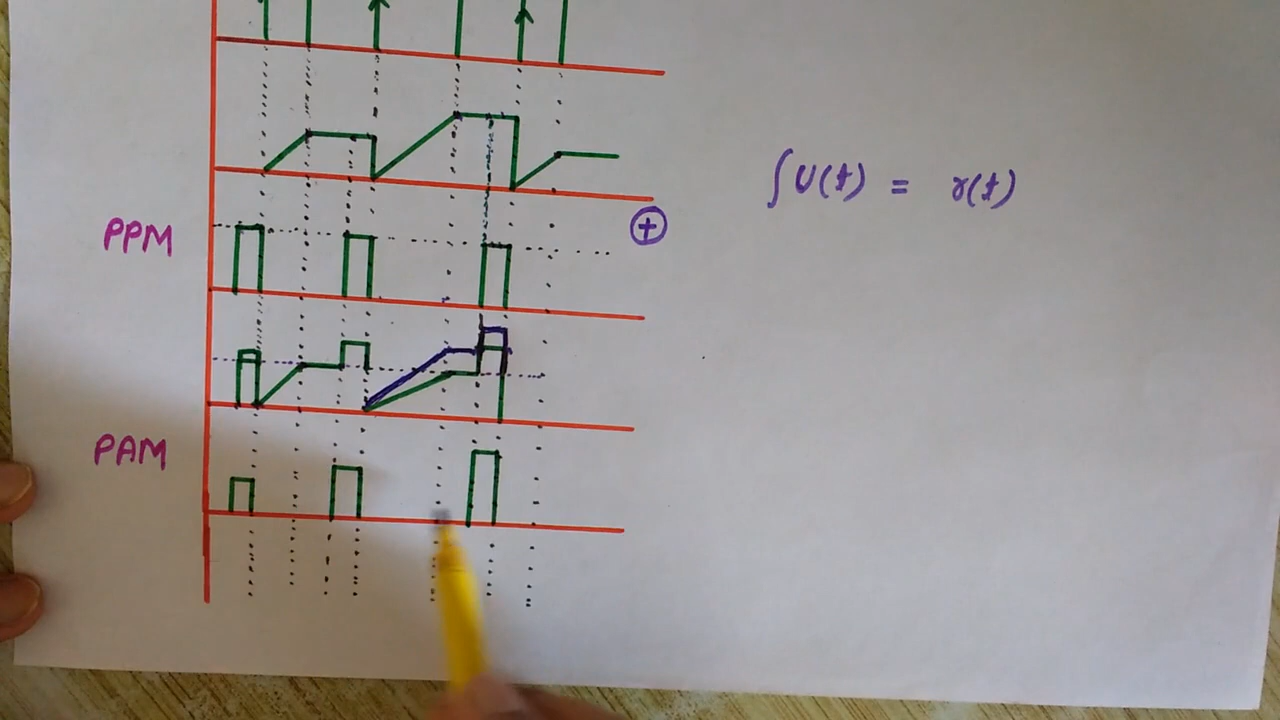 ∫U(t) = r(t)
PPM
+
PAM